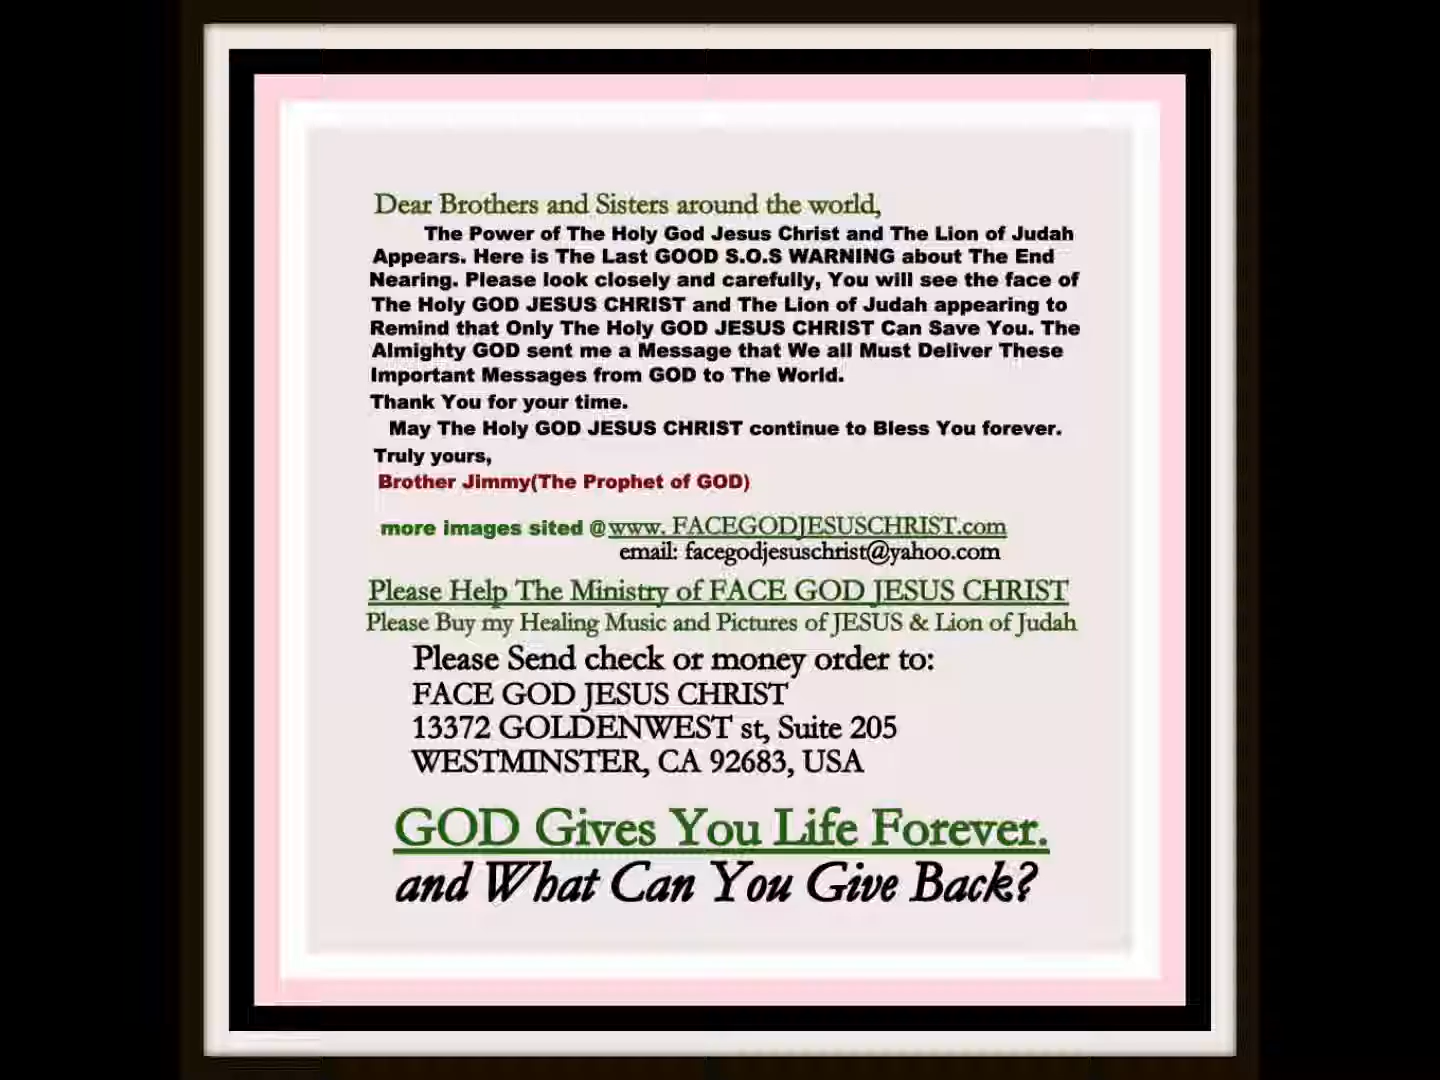 Dear Brothers and Sisters around the world,
The Power of The Holy God Jesus Christ and The Lion of Judah
Appears. Here is The Last GOOD S.O.S WARNING about The End
Nearing. Please look closely and carefully, You will see the face of
The Holy GOD JESUS CHRIST and The Lion of Judah appearing to
Remind that Only The Holy GOD JESUS CHRIST Can Save You. The
Almighty GOD sent me a Message that We all Must Deliver These
Important Messages from GOD to The World.
Thank You for your time.
May The Holy GOD JESUS CHRIST continue to Bless You forever.
Truly yours,
Brother Jimmy(The Prophet of GOD)
more images sited @www. FACEGODJESUSCHRIST.com
email: facegodjesuschrist@yahoo.com
Please Help The Ministry of FACE GOD JESUS CHRIST
Please Buy my Healing Music and Pictures of JESUS & Lion of Judah
Please Send check or money order to:
FACE GOD JESUS CHRIST
13372 GOLDENWEST st, Suite 205
WESTMINSTER, CA 92683, USA
GOD Gives You Life Forever.
and What Can You Give Back?